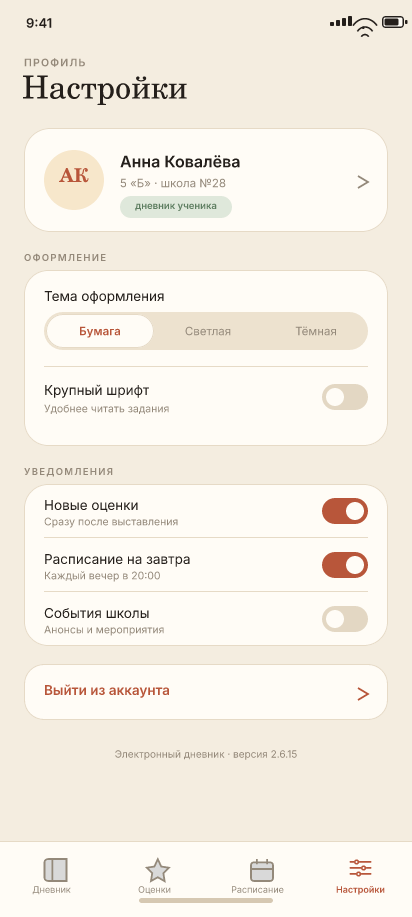 9:41
ПРОФИЛЬ
Настройки
АК
Анна Ковалёва
5 «Б» · школа №28
дневник ученика
ОФОРМЛЕНИЕ
Тема оформления
Бумага Светлая Тёмная
Крупный шрифт
Удобнее читать задания
УВЕДОМЛЕНИЯ
Новые оценки
Сразу после выставления
Расписание на завтра
Каждый вечер в 20:00
События школы
Анонсы и мероприятия
Выйти из аккаунта
Электронный дневник · версия 2.6.15
Дневник Оценки Расписание Настройки